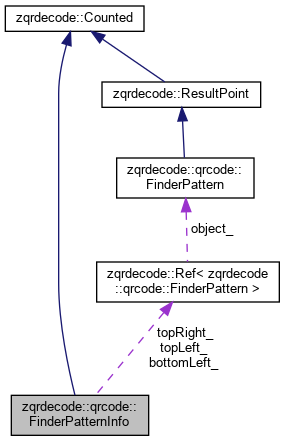 zqrdecode::Counted
zqrdecode::ResultPoint
zqrdecode::qrcode::
FinderPattern
object_
zqrdecode::Ref< zqrdecode
::qrcode::FinderPattern >
topRight_
topLeft_
bottomLeft_
zqrdecode::qrcode::
FinderPatternInfo